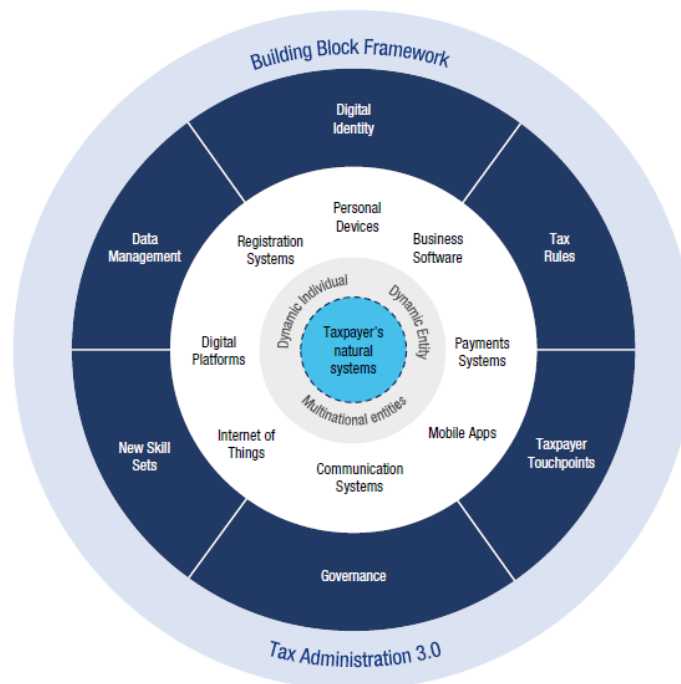 Building Block Framework
Digital
Identity
Data
Management
Tax
Rules
New Skill
Sets
Taxpayer
Touchpoints
Governance
Personal
Devices
Registration
Systems
Business
Software
Digital
Platforms
Payments
Systems
Internet of
Things
Mobile Apps
Communication
Systems
Dynamic Individual
Dynamic Entity
Multinational entities
Taxpayer's
natural
systems
Tax Administration 3.0